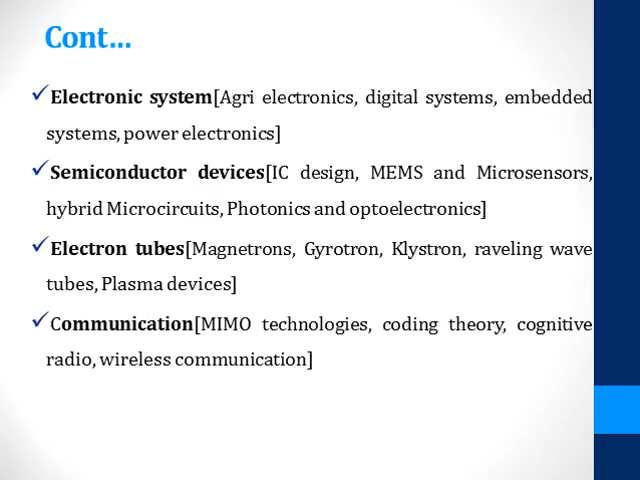 Cont…
✓Electronic system[Agri electronics, digital systems, embedded
systems, power electronics]
✓Semiconductor devices[IC design, MEMS and Microsensors,
hybrid Microcircuits, Photonics and optoelectronics]
✓Electron tubes[Magnetrons, Gyrotron, Klystron, raveling wave
tubes, Plasma devices]
✓Communication[MIMO technologies, coding theory, cognitive
radio, wireless communication]